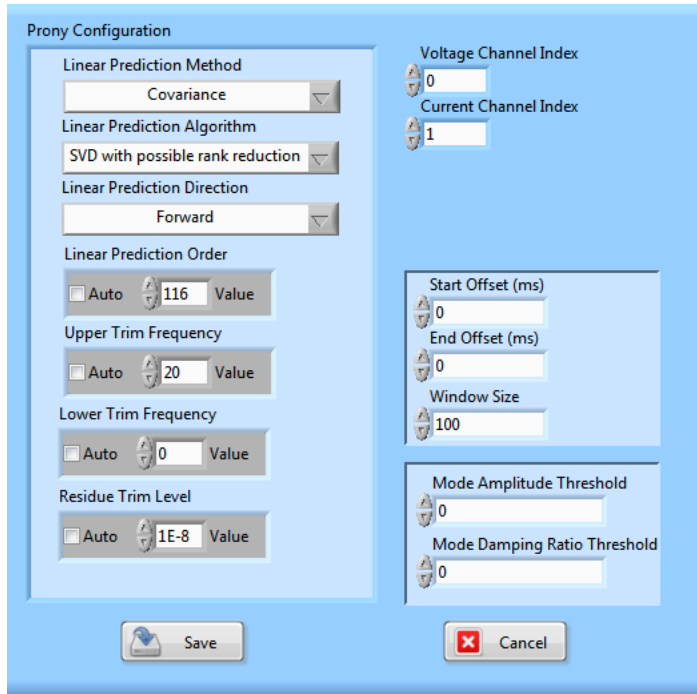 Prony Configuration
Linear Prediction Method
Covariance
Linear Prediction Algorithm
SVD with possible rank reduction
Linear Prediction Direction
Forward
Linear Prediction Order
Auto 116 Value
Upper Trim Frequency
Auto 20 Value
Lower Trim Frequency
Auto 0 Value
Residue Trim Level
Auto 1E-8 Value
Voltage Channel Index
0
Current Channel Index
1
Start Offset (ms)
0
End Offset (ms)
0
Window Size
100
Mode Amplitude Threshold
0
Mode Damping Ratio Threshold
0
Save
Cancel